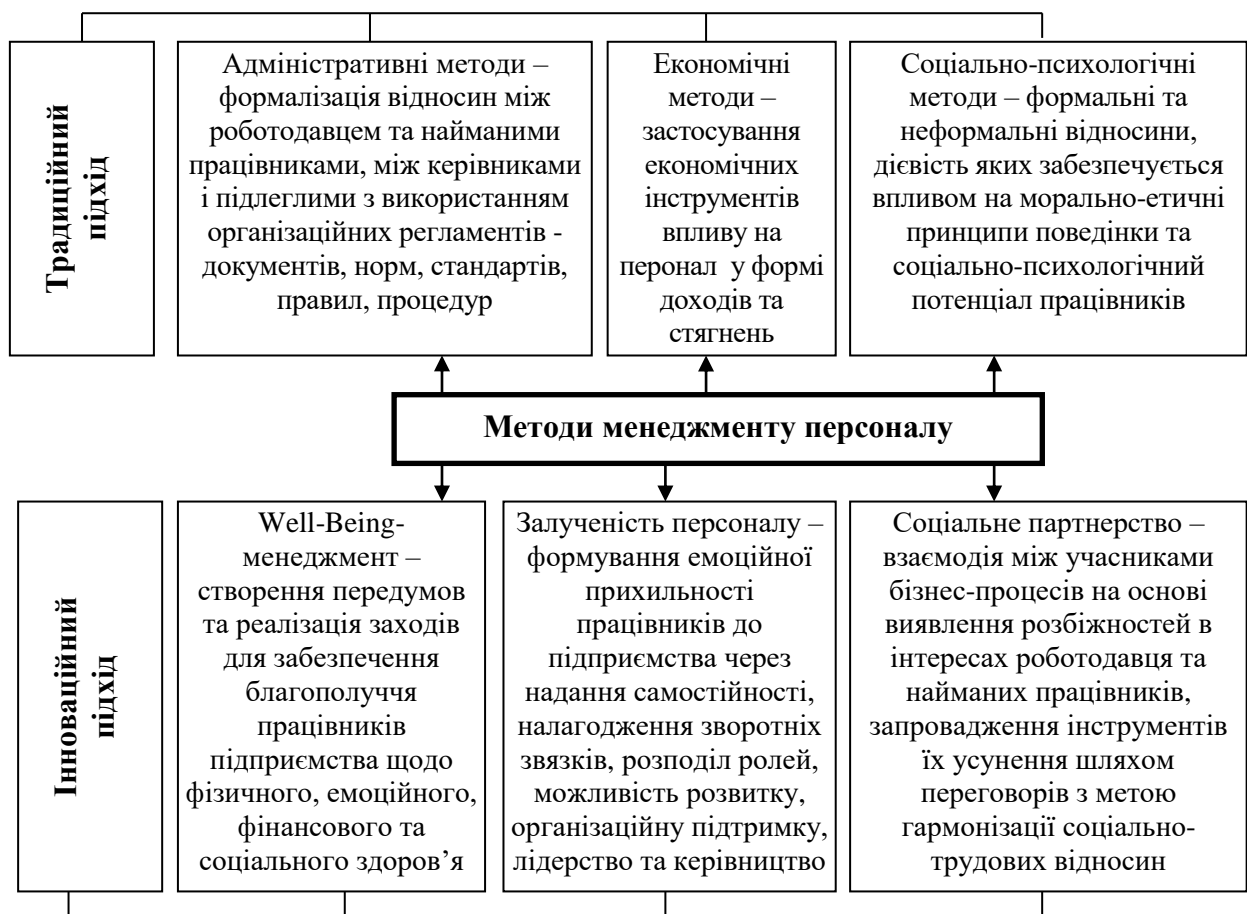 Традиційний
підхід
Адміністративні методи –
формалізація відносин між
роботодавцем та найманими
працівниками, між керівниками
і підлеглими з використанням
організаційних регламентів -
документів, норм, стандартів,
правил, процедур
Економічні
методи –
застосування
економічних
інструментів
впливу на
перонал у формі
доходів та
стягнень
Соціально-психологічні
методи – формальні та
неформальні відносини,
дієвість яких забезпечується
впливом на морально-етичні
принципи поведінки та
соціально-психологічний
потенціал працівників
Методи менеджменту персоналу
Інноваційний
підхід
Well-Being-
менеджмент –
створення передумов
та реалізація заходів
для забезпечення
благополуччя
працівників
підприємства щодо
фізичного, емоційного,
фінансового та
соціального здоров’я
Залученість персоналу –
формування емоційної
прихильності
працівників до
підприємства через
надання самостійності,
налагодження зворотніх
звязків, розподіл ролей,
можливість розвитку,
організаційну підтримку,
лідерство та керівництво
Соціальне партнерство –
взаємодія між учасниками
бізнес-процесів на основі
виявлення розбіжностей в
інтересах роботодавця та
найманих працівників,
запровадження інструментів
їх усунення шляхом
переговорів з метою
гармонізації соціально-
трудових відносин